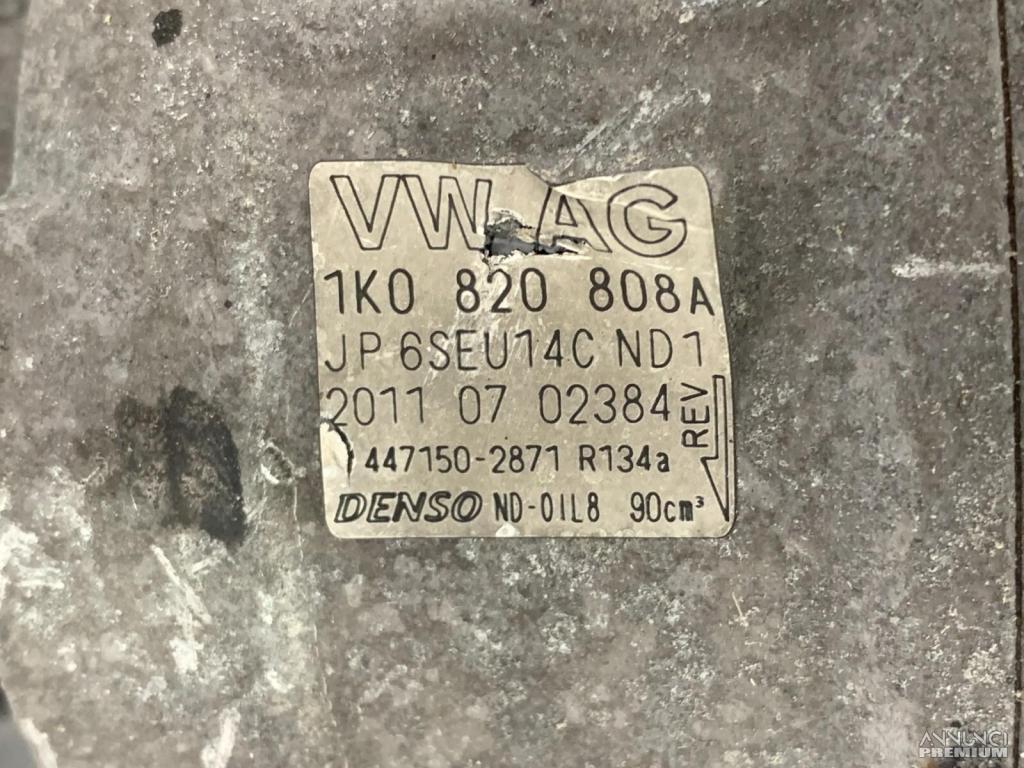 VW AG
1K0 820 808A
JP 6SEU14C ND1
2011 07 02384
REV
447150-2871 R134a
DENSO ND-OIL8 90cm³
ANNUNCI
PREMIUM